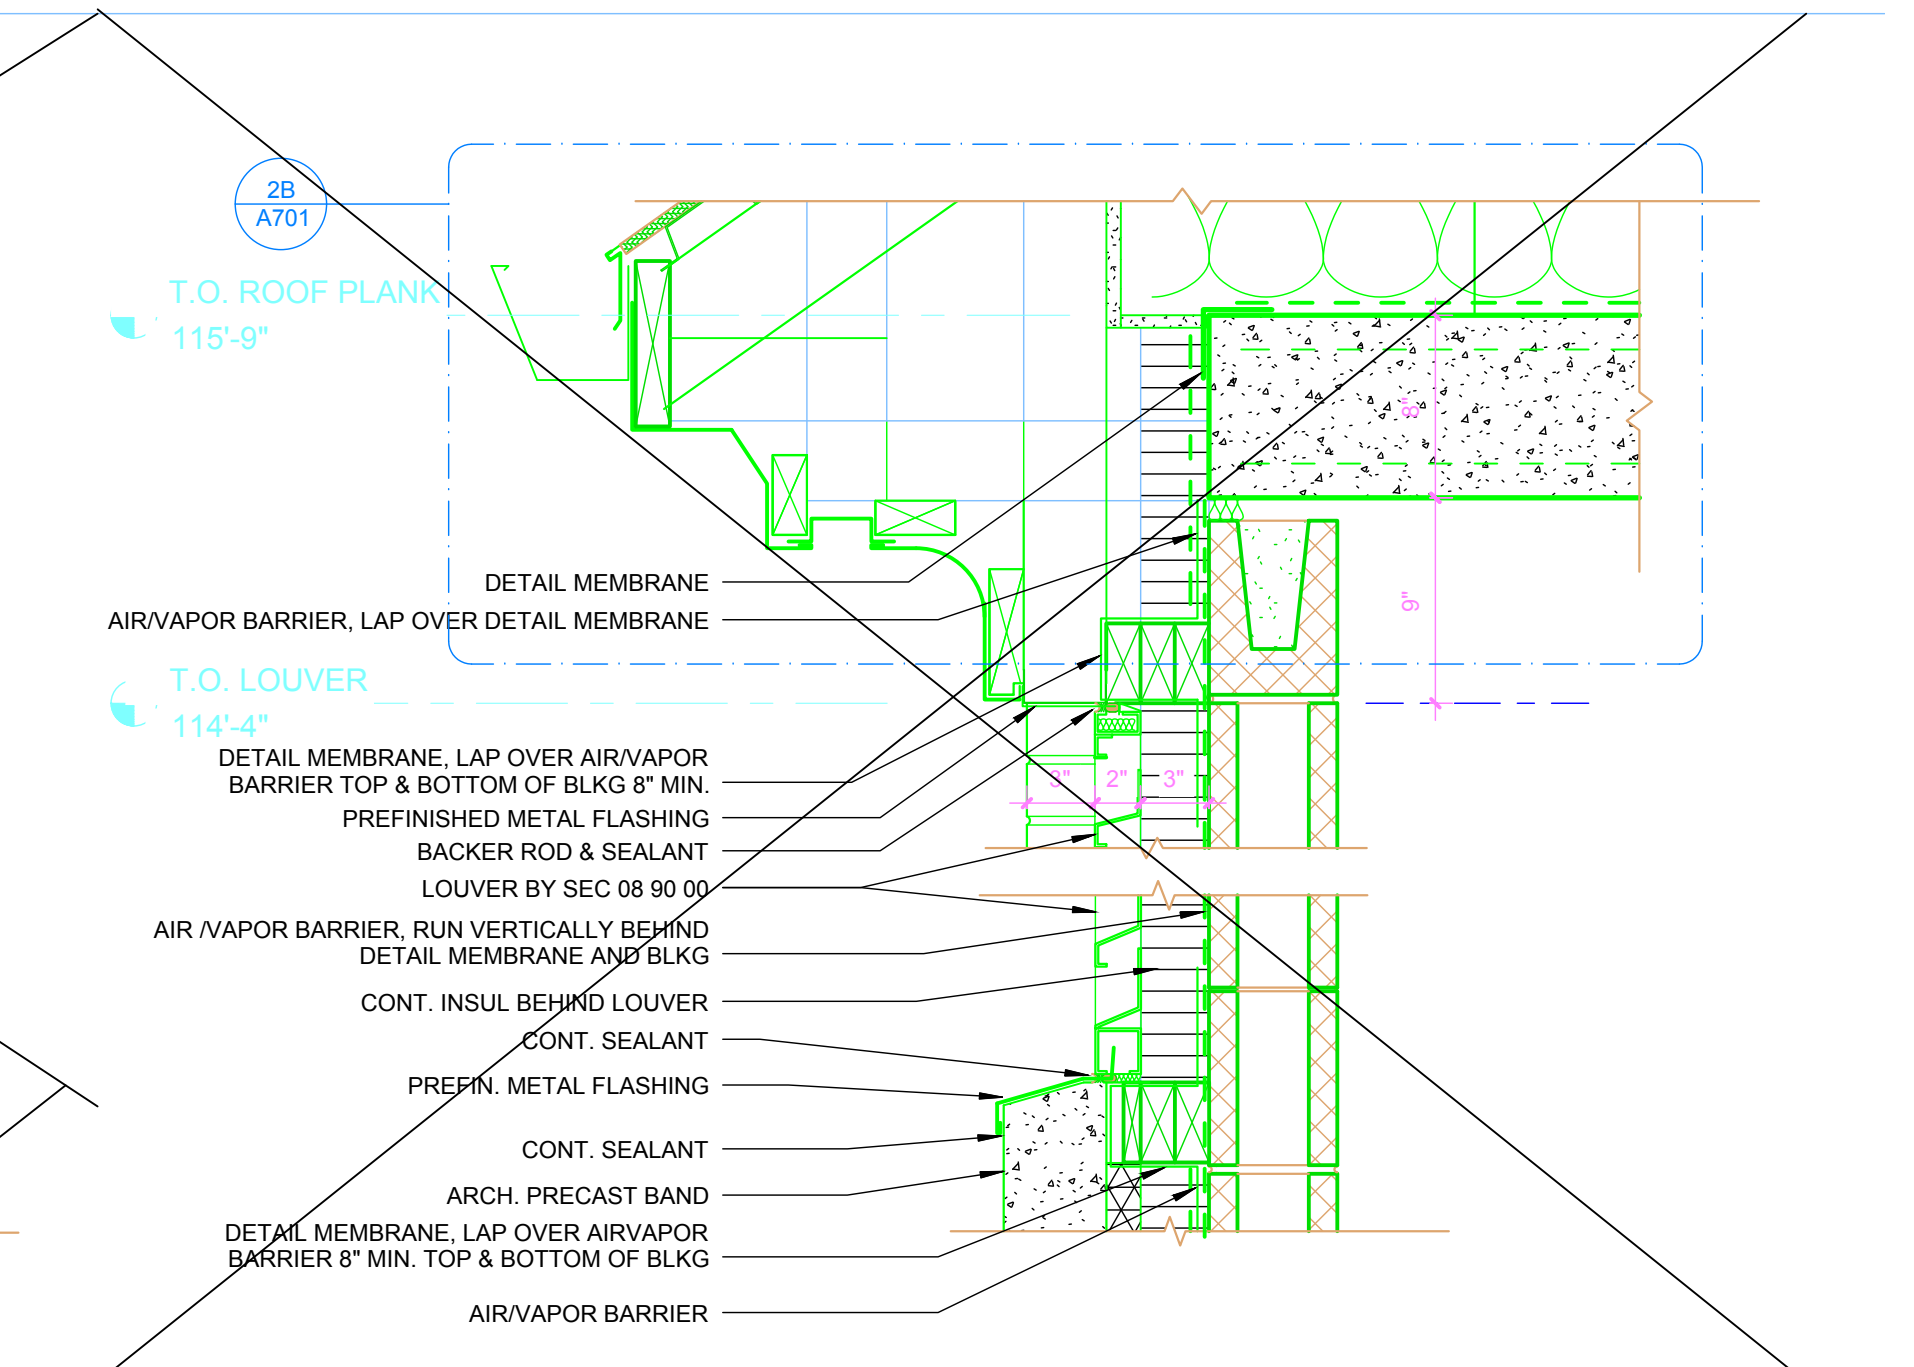 2B
A701
T.O. ROOF PLANK
115'-9"
8"
9"
DETAIL MEMBRANE
AIR/VAPOR BARRIER, LAP OVER DETAIL MEMBRANE
T.O. LOUVER
114'-4"
DETAIL MEMBRANE, LAP OVER AIR/VAPOR
BARRIER TOP & BOTTOM OF BLKG 8" MIN.
3"
2"
3"
PREFINISHED METAL FLASHING
BACKER ROD & SEALANT
LOUVER BY SEC 08 90 00
AIR /VAPOR BARRIER, RUN VERTICALLY BEHIND
DETAIL MEMBRANE AND BLKG
CONT. INSUL BEHIND LOUVER
CONT. SEALANT
PREFIN. METAL FLASHING
CONT. SEALANT
ARCH. PRECAST BAND
DETAIL MEMBRANE, LAP OVER AIRVAPOR
BARRIER 8" MIN. TOP & BOTTOM OF BLKG
AIR/VAPOR BARRIER